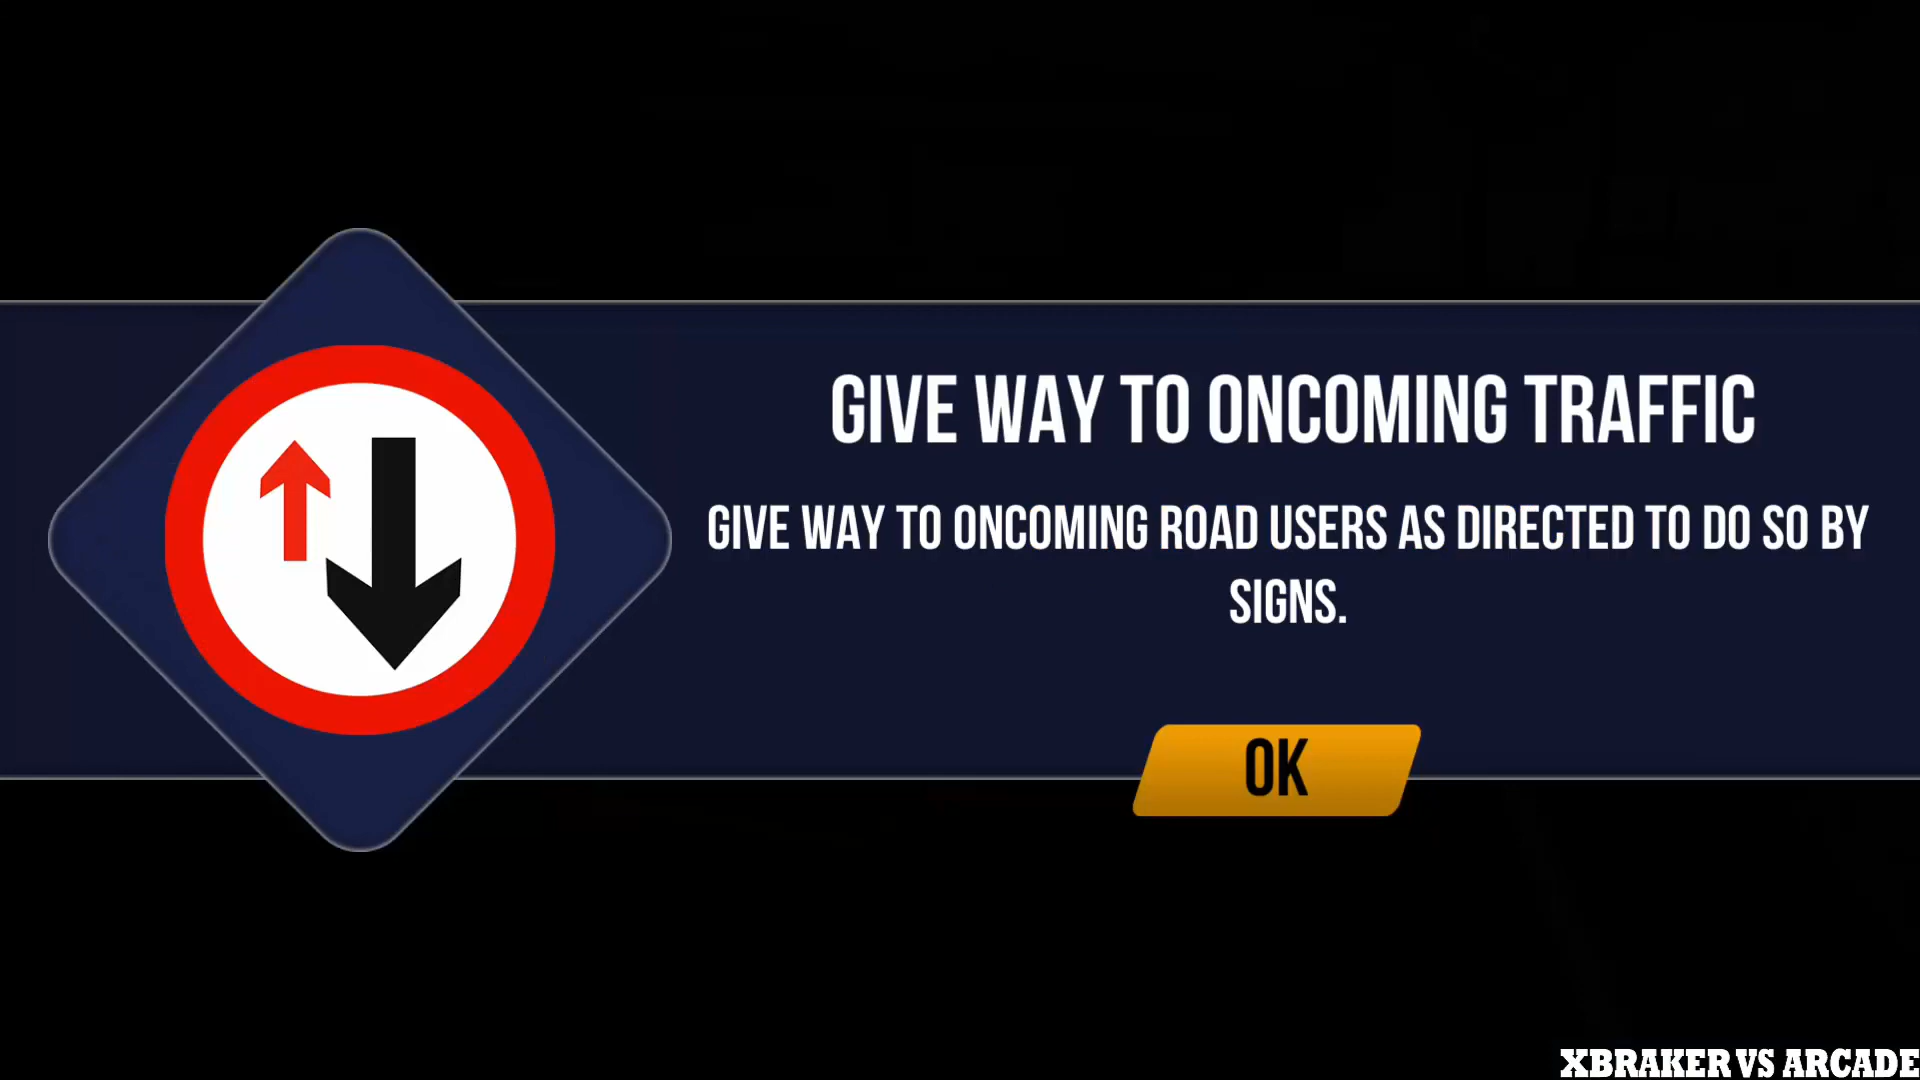 GIVE WAY TO ONCOMING TRAFFIC
GIVE WAY TO ONCOMING ROAD USERS AS DIRECTED TO DO SO BY
SIGNS.
OK
XBRAKER VS ARCADE